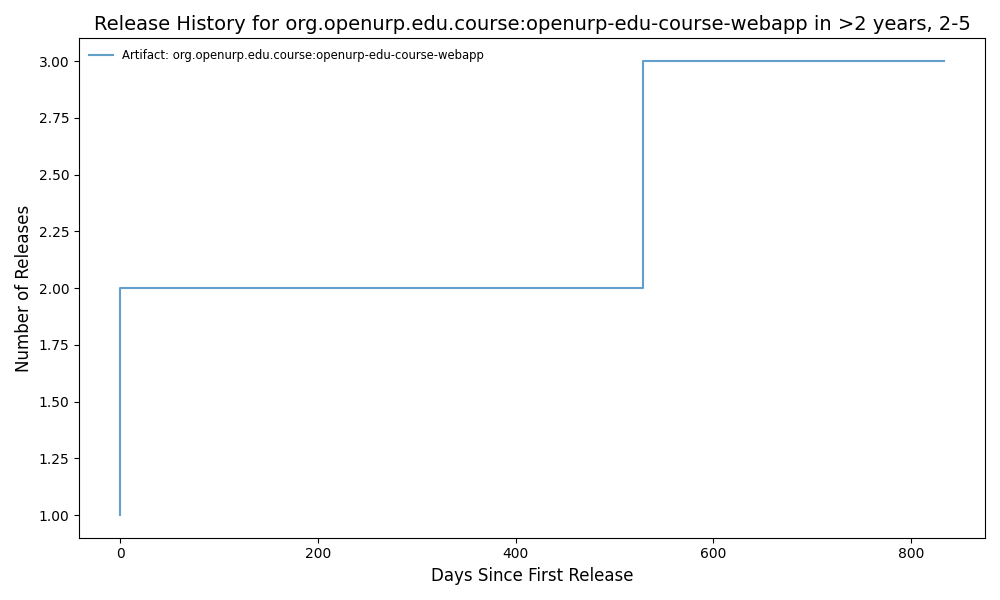 Release History for org.openurp.edu.course:openurp-edu-course-webapp in >2 years, 2-5
Artifact: org.openurp.edu.course:openurp-edu-course-webapp
Number of Releases
3.00
2.75
2.50
2.25
2.00
1.75
1.50
1.25
1.00
0 200 400 600 800
Days Since First Release